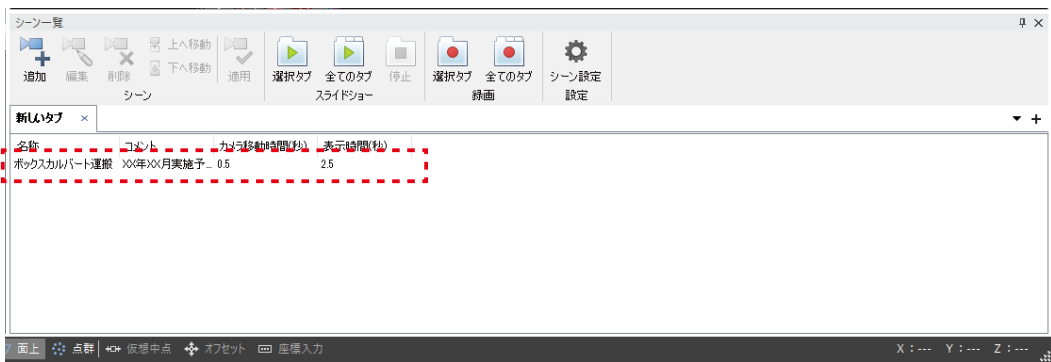 シーン一覧
追加 編集 削除 上へ移動 下へ移動 適用 選択タブ 全てのタブ 停止 選択タブ 全てのタブ シーン設定
シーン スライドショー 録画 設定
新しいタブ ×
名称 コメント カメラ移動時間(秒) 表示時間(秒)
ボックスカルバート運搬 XX年XX月実施予... 0.5 2.5
面上 点群 仮想中点 オフセット 座標入力 X : --- Y : --- Z : ---